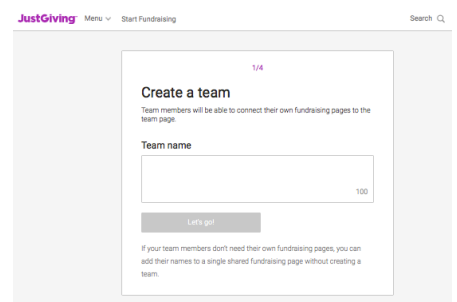 JustGiving Menu Start Fundraising Search
1/4
Create a team
Team members will be able to connect their own fundraising pages to the
team page.
Team name
100
Let's go!
If your team members don't need their own fundraising pages, you can
add their names to a single shared fundraising page without creating a
team.